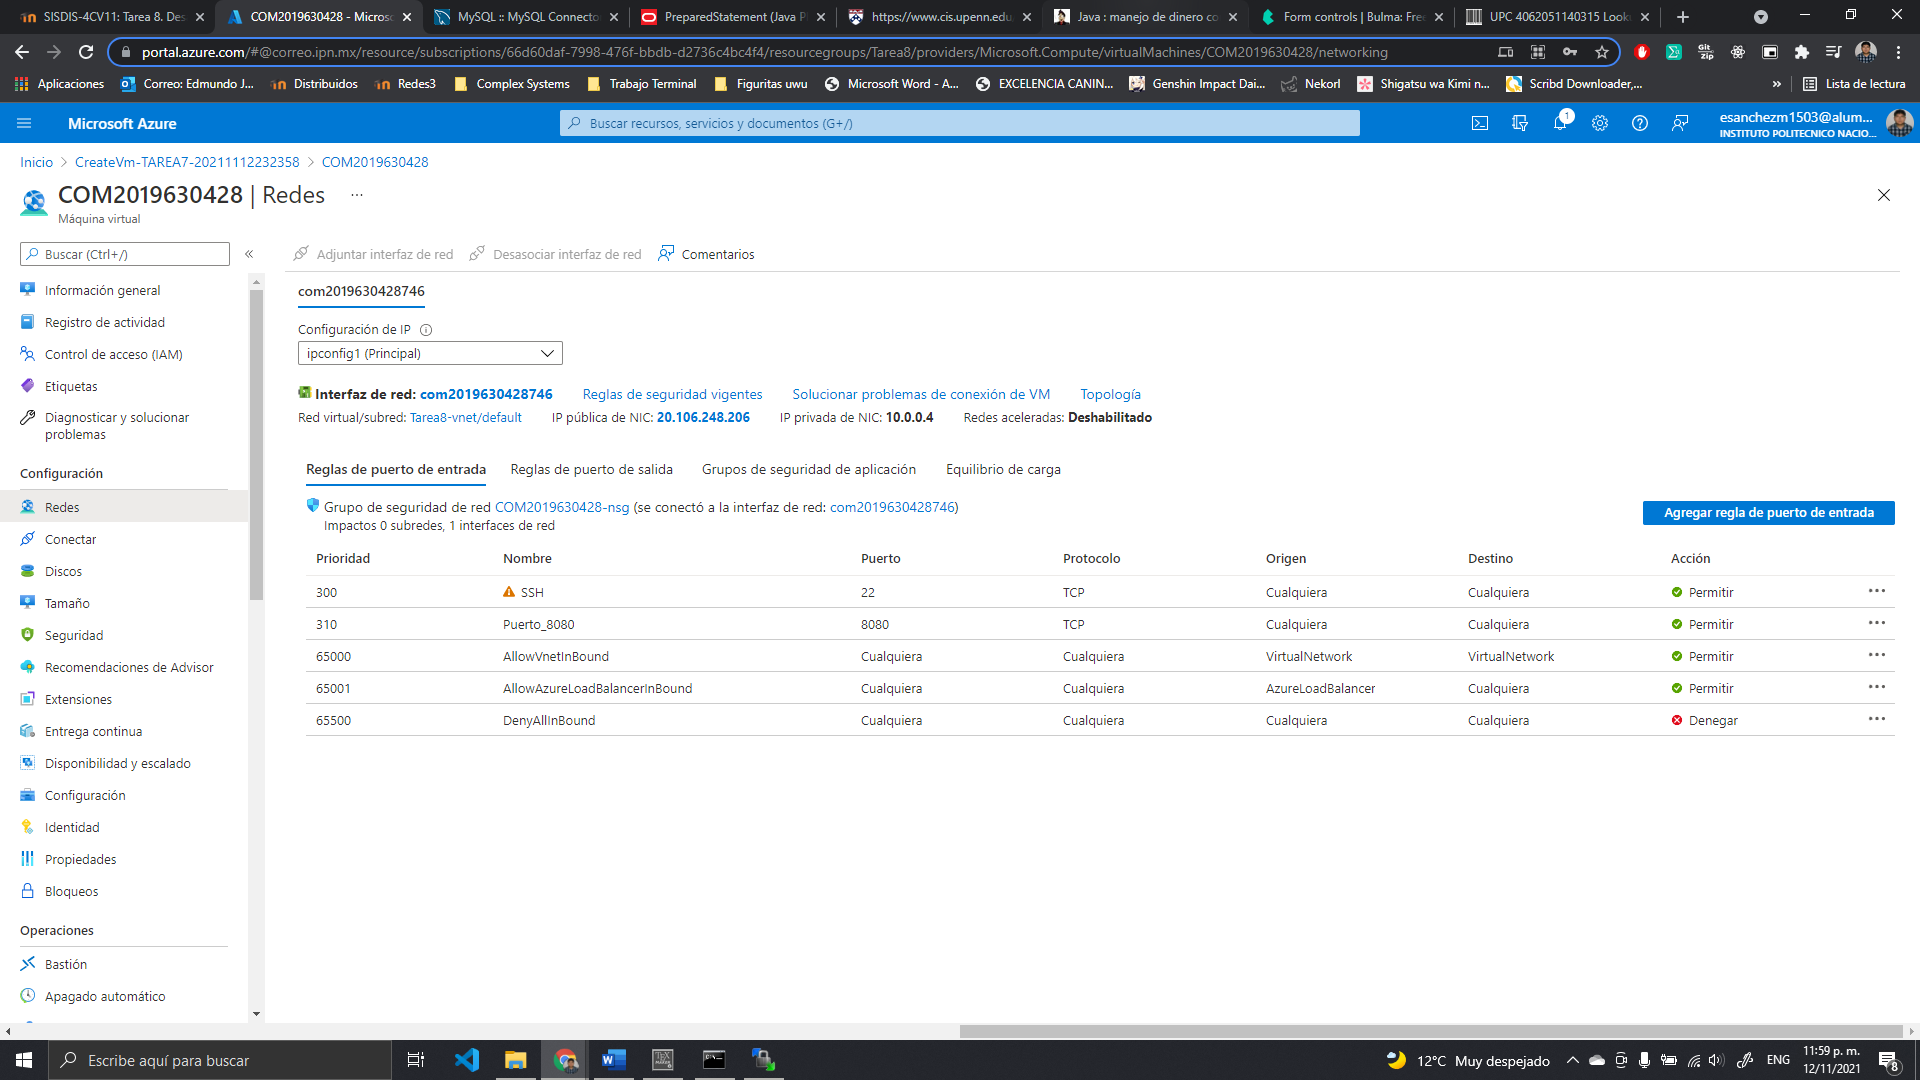 SISDIS-4CV11: Tarea 8. Des
COM2019630428 - Microso
MySQL :: MySQL Connecto
PreparedStatement (Java Pl
https://www.cis.upenn.edu
Java : manejo de dinero co
Form controls | Bulma: Fre
UPC 4062051140315 Looku
portal.azure.com/#@correo.ipn.mx/resource/subscriptions/66d60daf-7998-476f-bbdb-d2736c4bc4f4/resourcegroups/Tarea8/providers/Microsoft.Compute/virtualMachines/COM2019630428/networking
Aplicaciones
Correo: Edmundo J...
Distribuidos
Redes3
Complex Systems
Trabajo Terminal
Figuritas uwu
Microsoft Word - A...
EXCELENCIA CANIN...
Genshin Impact Dai...
Nekorl
Shigatsu wa Kimi n...
Scribd Downloader,...
»
Lista de lectura
Microsoft Azure
Buscar recursos, servicios y documentos (G+/)
1
esanchezm1503@alum...
INSTITUTO POLITECNICO NACIO...
Inicio > CreateVm-TAREA7-20211112232358 > COM2019630428
COM2019630428 | Redes ...
Máquina virtual
Buscar (Ctrl+/)
«
Información general
Registro de actividad
Control de acceso (IAM)
Etiquetas
Diagnosticar y solucionar
problemas
Configuración
Redes
Conectar
Discos
Tamaño
Seguridad
Recomendaciones de Advisor
Extensiones
Entrega continua
Disponibilidad y escalado
Configuración
Identidad
Propiedades
Bloqueos
Operaciones
Bastión
Apagado automático
Adjuntar interfaz de red
Desasociar interfaz de red
Comentarios
com2019630428746
Configuración de IP
ipconfig1 (Principal)
Interfaz de red: com2019630428746 Reglas de seguridad vigentes Solucionar problemas de conexión de VM Topología
Red virtual/subred: Tarea8-vnet/default IP pública de NIC: 20.106.248.206 IP privada de NIC: 10.0.0.4 Redes aceleradas: Deshabilitado
Reglas de puerto de entrada Reglas de puerto de salida Grupos de seguridad de aplicación Equilibrio de carga
Grupo de seguridad de red COM2019630428-nsg (se conectó a la interfaz de red: com2019630428746)
Impactos 0 subredes, 1 interfaces de red
Agregar regla de puerto de entrada
Prioridad Nombre Puerto Protocolo Origen Destino Acción
300 SSH 22 TCP Cualquiera Cualquiera Permitir ...
310 Puerto_8080 8080 TCP Cualquiera Cualquiera Permitir ...
65000 AllowVnetInBound Cualquiera Cualquiera VirtualNetwork VirtualNetwork Permitir ...
65001 AllowAzureLoadBalancerInBound Cualquiera Cualquiera AzureLoadBalancer Cualquiera Permitir ...
65500 DenyAllInBound Cualquiera Cualquiera Cualquiera Cualquiera Denegar ...
Escribe aquí para buscar
12°C Muy despejado
ENG
11:59 p. m.
12/11/2021
8